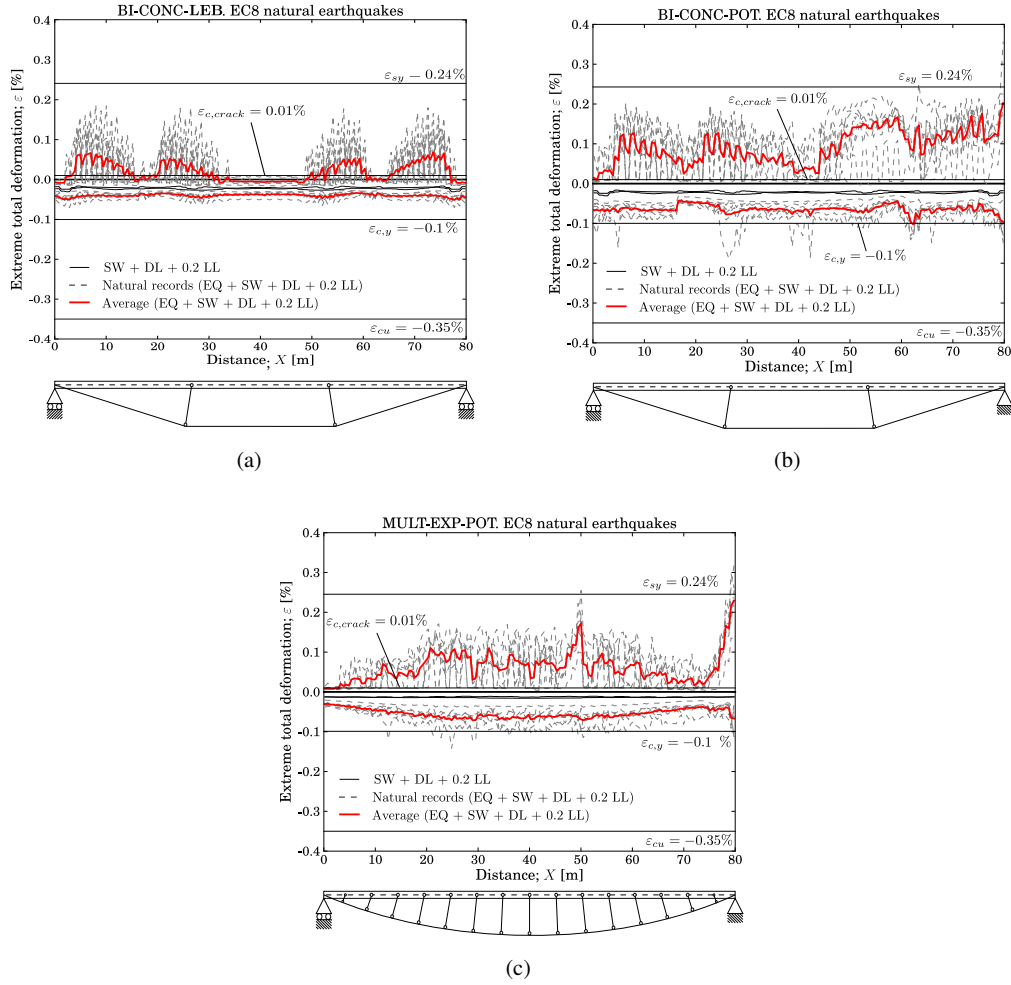 BI-CONC-LEB. EC8 natural earthquakes
Extreme total deformation; ε [%]
0.4
0.3
0.2
0.1
0.0
-0.1
-0.2
-0.3
-0.4
ε_sy − 0.24%
ε_c,crack = 0.01%
ε_c,y = −0.1%
SW + DL + 0.2 LL
Natural records (EQ + SW + DL + 0.2 LL)
Average (EQ + SW + DL + 0.2 LL)
ε_cu = −0.35%
0 10 20 30 40 50 60 70 80
Distance; X [m]
(a)
BI-CONC-POT. EC8 natural earthquakes
Extreme total deformation; ε [%]
0.4
0.3
0.2
0.1
0.0
-0.1
-0.2
-0.3
-0.4
ε_sy = 0.24%
ε_c,crack = 0.01%
ε_c,y = −0.1%
SW + DL + 0.2 LL
Natural records (EQ + SW + DL + 0.2 LL)
Average (EQ + SW + DL + 0.2 LL)
ε_cu = −0.35%
0 10 20 30 40 50 60 70 80
Distance; X [m]
(b)
MULT-EXP-POT. EC8 natural earthquakes
Extreme total deformation; ε [%]
0.4
0.3
0.2
0.1
0.0
-0.1
-0.2
-0.3
-0.4
ε_sy = 0.24%
ε_c,crack = 0.01%
ε_c,y = −0.1 %
SW + DL + 0.2 LL
Natural records (EQ + SW + DL + 0.2 LL)
Average (EQ + SW + DL + 0.2 LL)
ε_cu = −0.35%
0 10 20 30 40 50 60 70 80
Distance; X [m]
(c)